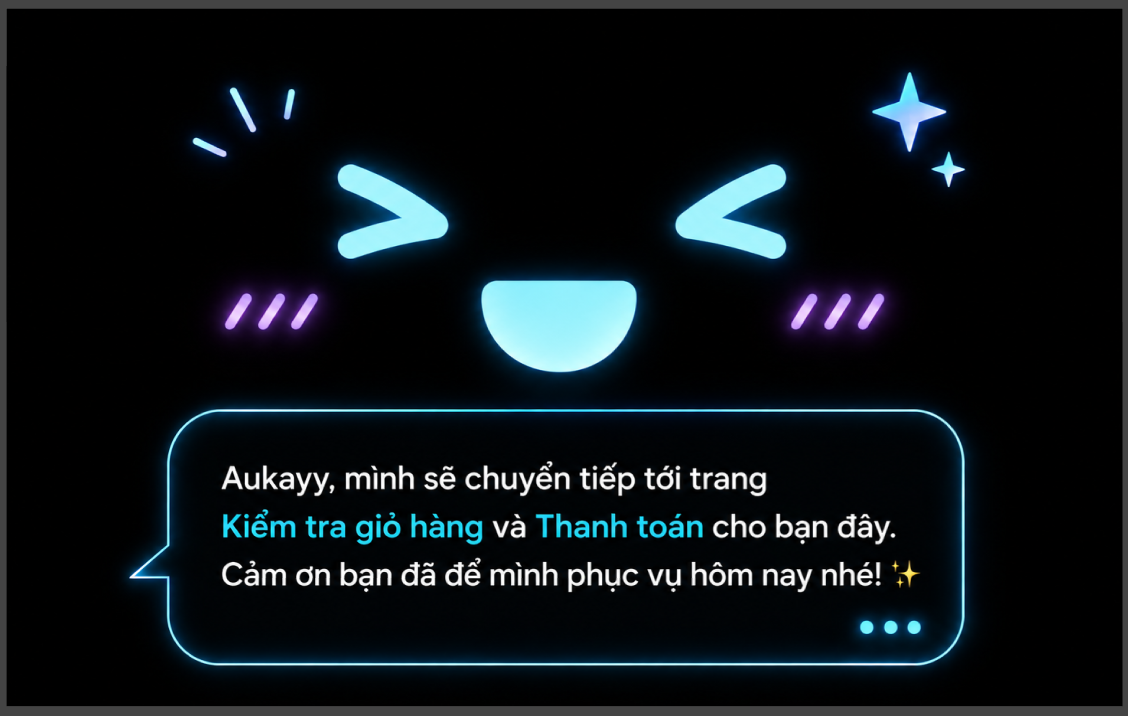 Aukayy, mình sẽ chuyển tiếp tới trang
Kiểm tra giỏ hàng và Thanh toán cho bạn đây.
Cảm ơn bạn đã để mình phục vụ hôm nay nhé! ✨